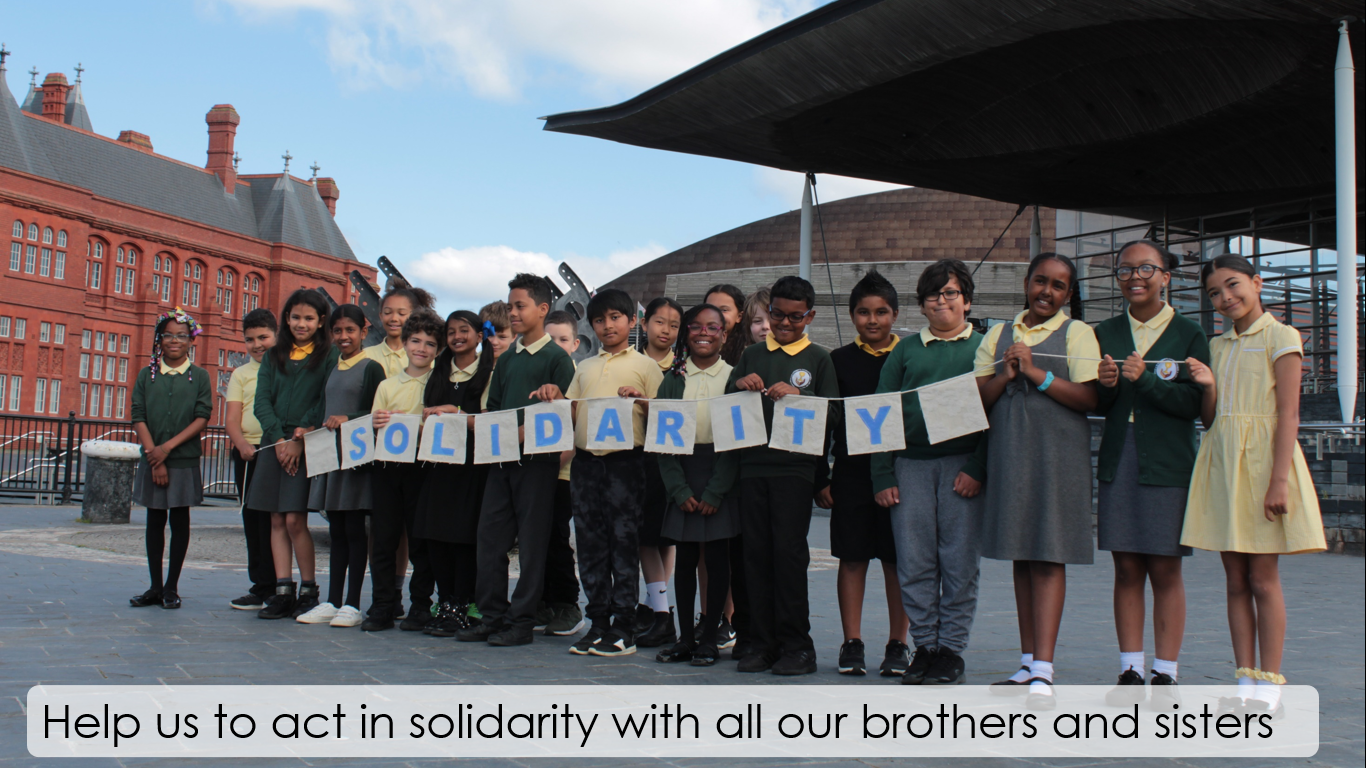 SOLIDARITY
Help us to act in solidarity with all our brothers and sisters